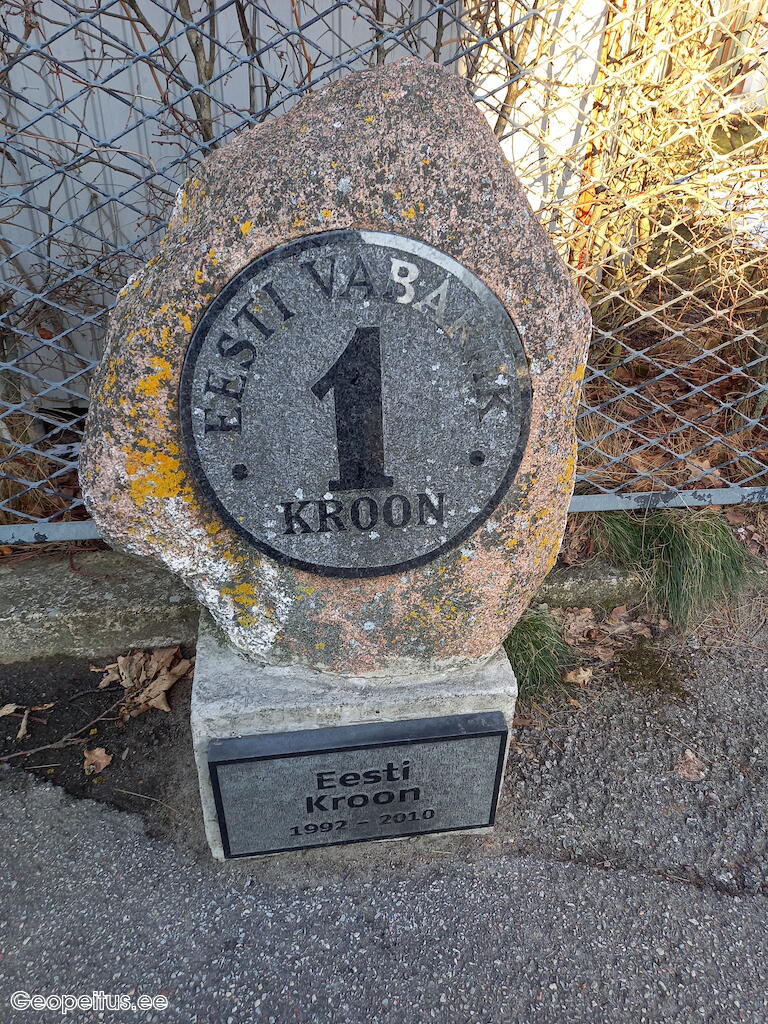 EESTI VABARIIK
1
KROON
Eesti
Kroon
1992 - 2010
Geopeitus.ee